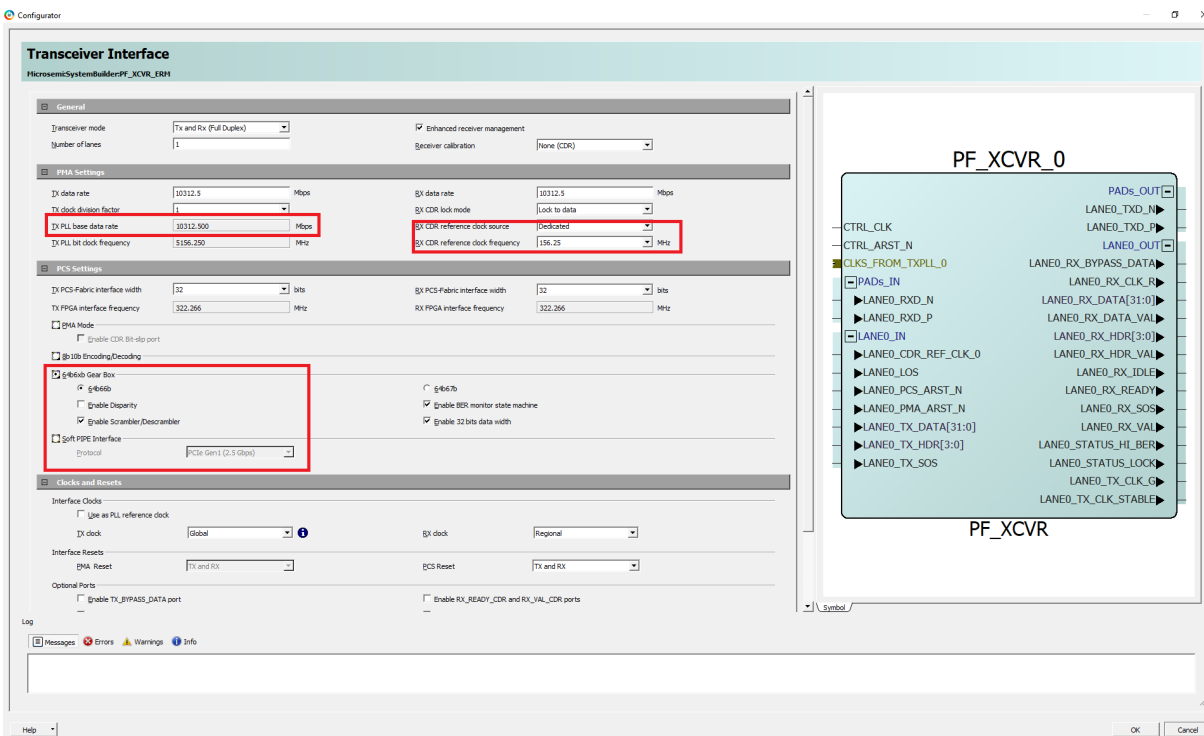 Configurator
Transceiver Interface
Microsemi:SystemBuilder:PF_XCVR_ERM
General
Transceiver mode Tx and Rx (Full Duplex) Enhanced receiver management
Number of lanes 1 Receiver calibration None (CDR)
PMA Settings
TX data rate 10312.5 Mbps RX data rate 10312.5 Mbps
TX clock division factor 1 RX CDR lock mode Lock to data
TX PLL base data rate 10312.500 Mbps RX CDR reference clock source Dedicated
TX PLL bit clock frequency 5156.250 MHz RX CDR reference clock frequency 156.25 MHz
PCS Settings
TX PCS-Fabric interface width 32 bits RX PCS-Fabric interface width 32 bits
TX FPGA interface frequency 322.266 MHz RX FPGA interface frequency 322.266 MHz
PMA Mode
Enable CDR Bit-slip port
8b10b Encoding/Decoding
64b6xb Gear Box
64b66b 64b67b
Enable Disparity Enable BER monitor state machine
Enable Scrambler/Descrambler Enable 32 bits data width
Soft PIPE Interface
Protocol PCIe Gen1 (2.5 Gbps)
Clocks and Resets
Interface Clocks
Use as PLL reference clock
TX clock Global RX clock Regional
Interface Resets
PMA Reset TX and RX PCS Reset TX and RX
Optional Ports
Enable TX_BYPASS_DATA port Enable RX_READY_CDR and RX_VAL_CDR ports
PF_XCVR_0
PADs_OUT
LANE0_TXD_N
CTRL_CLK LANE0_TXD_P
CTRL_ARST_N LANE0_OUT
CLKS_FROM_TXPLL_0 LANE0_RX_BYPASS_DATA
PADs_IN LANE0_RX_CLK_R
LANE0_RXD_N LANE0_RX_DATA[31:0]
LANE0_RXD_P LANE0_RX_DATA_VAL
LANE0_IN LANE0_RX_HDR[3:0]
LANE0_CDR_REF_CLK_0 LANE0_RX_HDR_VAL
LANE0_LOS LANE0_RX_IDLE
LANE0_PCS_ARST_N LANE0_RX_READY
LANE0_PMA_ARST_N LANE0_RX_SOS
LANE0_TX_DATA[31:0] LANE0_RX_VAL
LANE0_TX_HDR[3:0] LANE0_STATUS_HI_BER
LANE0_TX_SOS LANE0_STATUS_LOCK
LANE0_TX_CLK_G
LANE0_TX_CLK_STABLE
PF_XCVR
Symbol
Log
Messages Errors Warnings Info
Help OK Cancel